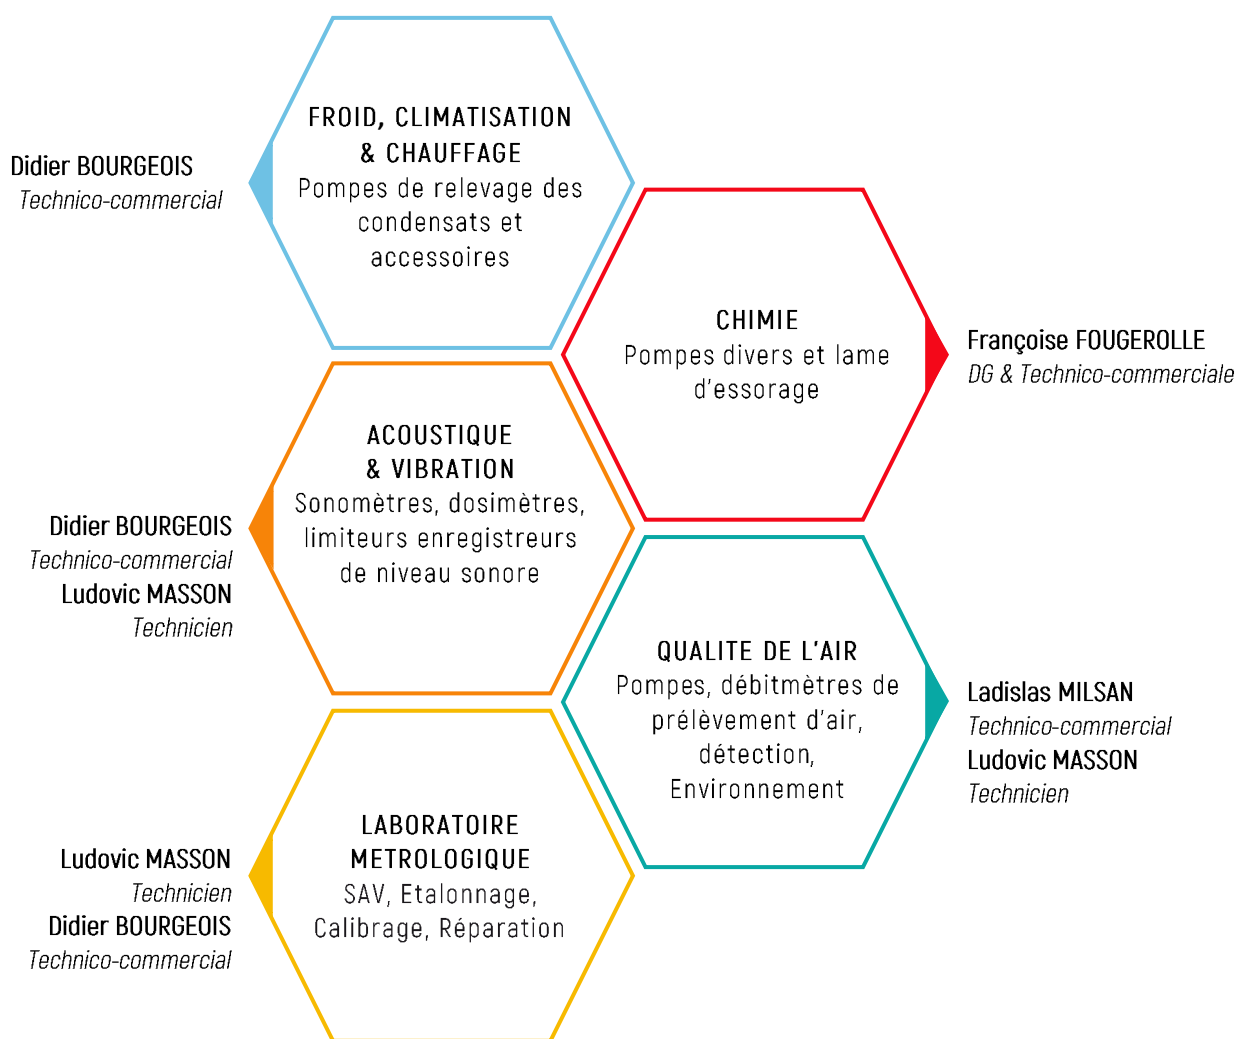 Didier BOURGEOIS
Technico-commercial
FROID, CLIMATISATION
& CHAUFFAGE
Pompes de relevage des
condensats et
accessoires
CHIMIE
Pompes divers et lame
d'essorage
Françoise FOUGEROLLE
DG & Technico-commerciale
Didier BOURGEOIS
Technico-commercial
Ludovic MASSON
Technicien
ACOUSTIQUE
& VIBRATION
Sonomètres, dosimètres,
limiteurs enregistreurs
de niveau sonore
QUALITE DE L'AIR
Pompes, débitmètres de
prélèvement d'air,
détection,
Environnement
Ladislas MILSAN
Technico-commercial
Ludovic MASSON
Technicien
Ludovic MASSON
Technicien
Didier BOURGEOIS
Technico-commercial
LABORATOIRE
METROLOGIQUE
SAV, Etalonnage,
Calibrage, Réparation